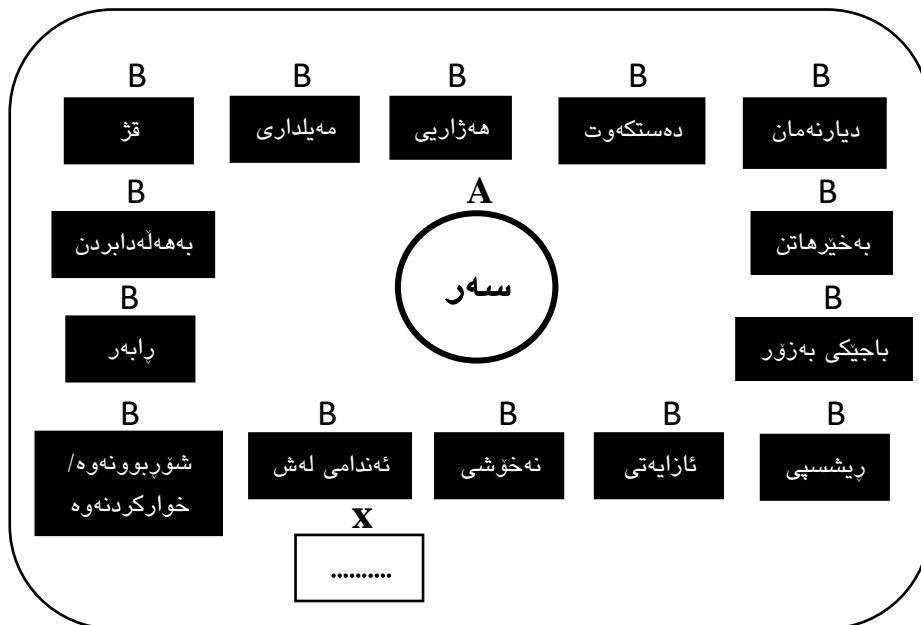 B B B B B
دیارنەمان دەستکەوت هەژاریی مەیلداری قژ
B A B
بەخێرهاتن سەر بەهەڵەدابردن
B B
باجێکی بەزۆر ڕابەر
B B B B B
ڕیشسپی ئازایەتی نەخۆشی ئەندامی لەش شۆڕبوونەوە/
خوارکردنەوە
x
..........